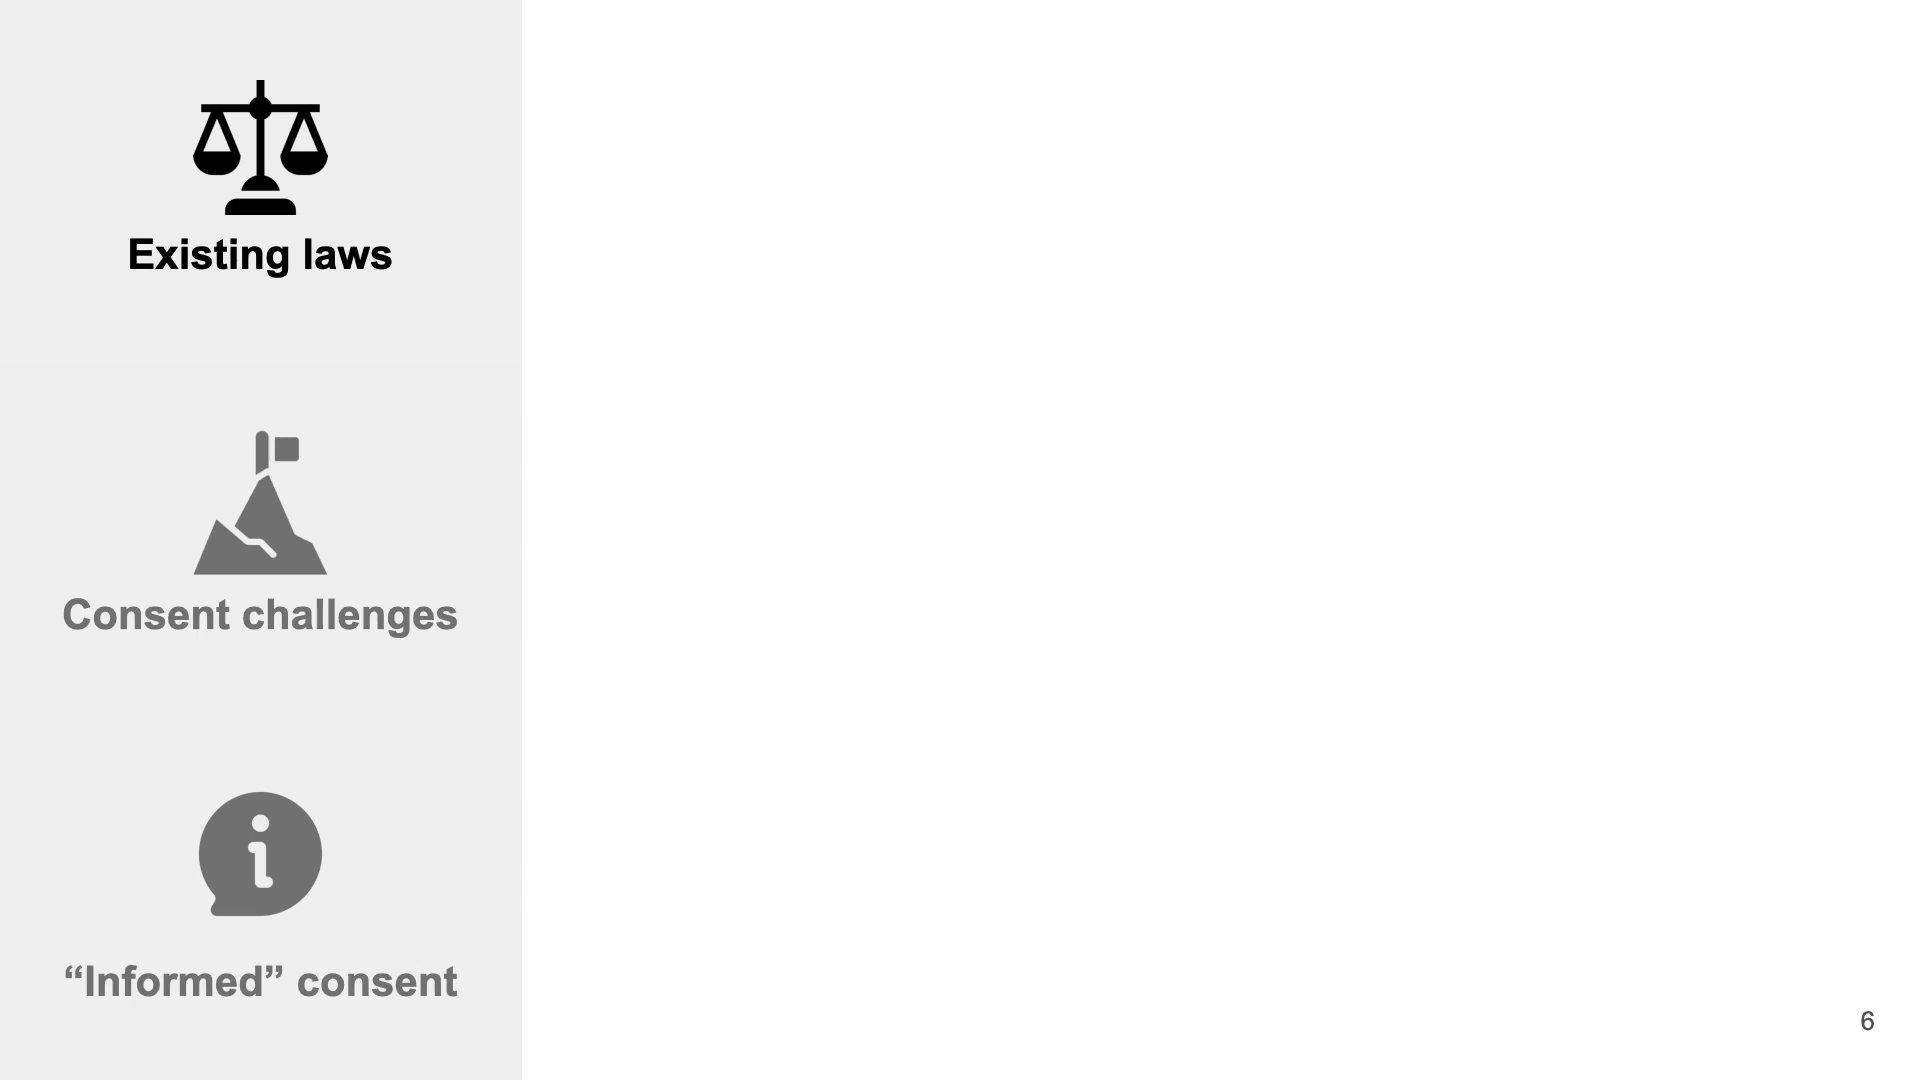 Existing laws
Consent challenges
“Informed” consent
6